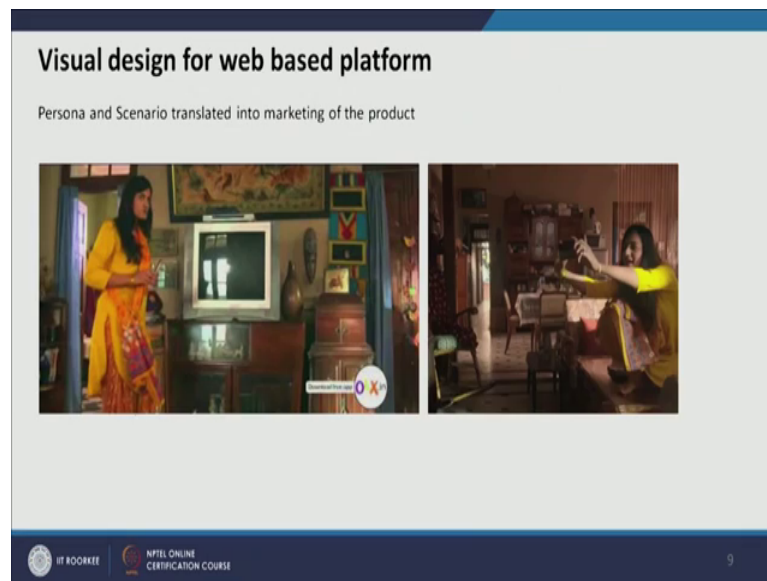 Visual design for web based platform
Persona and Scenario translated into marketing of the product
Download free app OLX.in
IIT ROORKEE
NPTEL ONLINE
CERTIFICATION COURSE
9